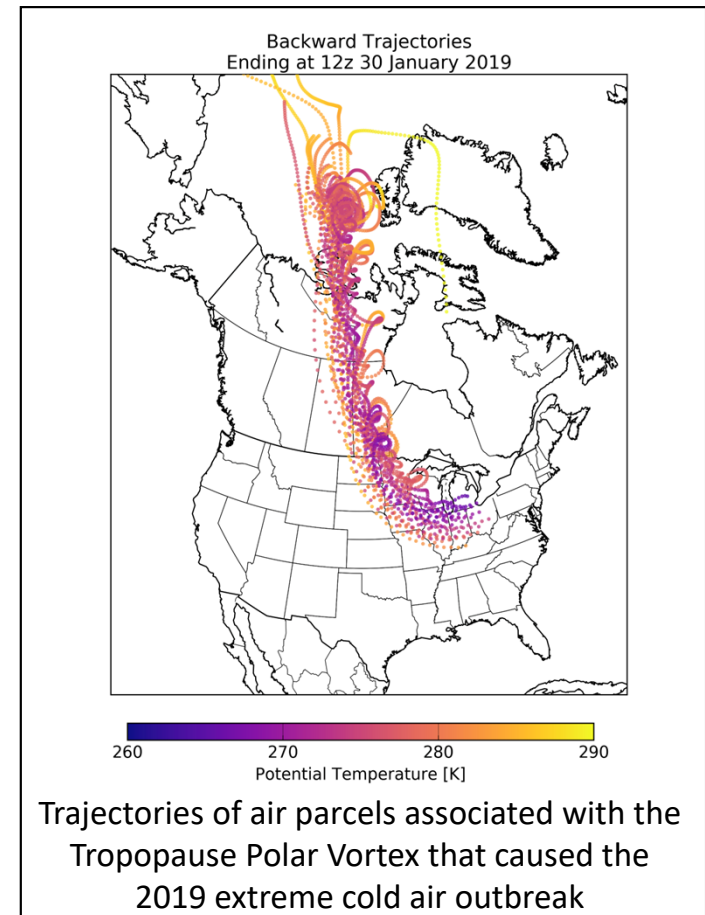 Backward Trajectories
Ending at 12z 30 January 2019
260 270 280 290
Potential Temperature [K]
Trajectories of air parcels associated with the
Tropopause Polar Vortex that caused the
2019 extreme cold air outbreak